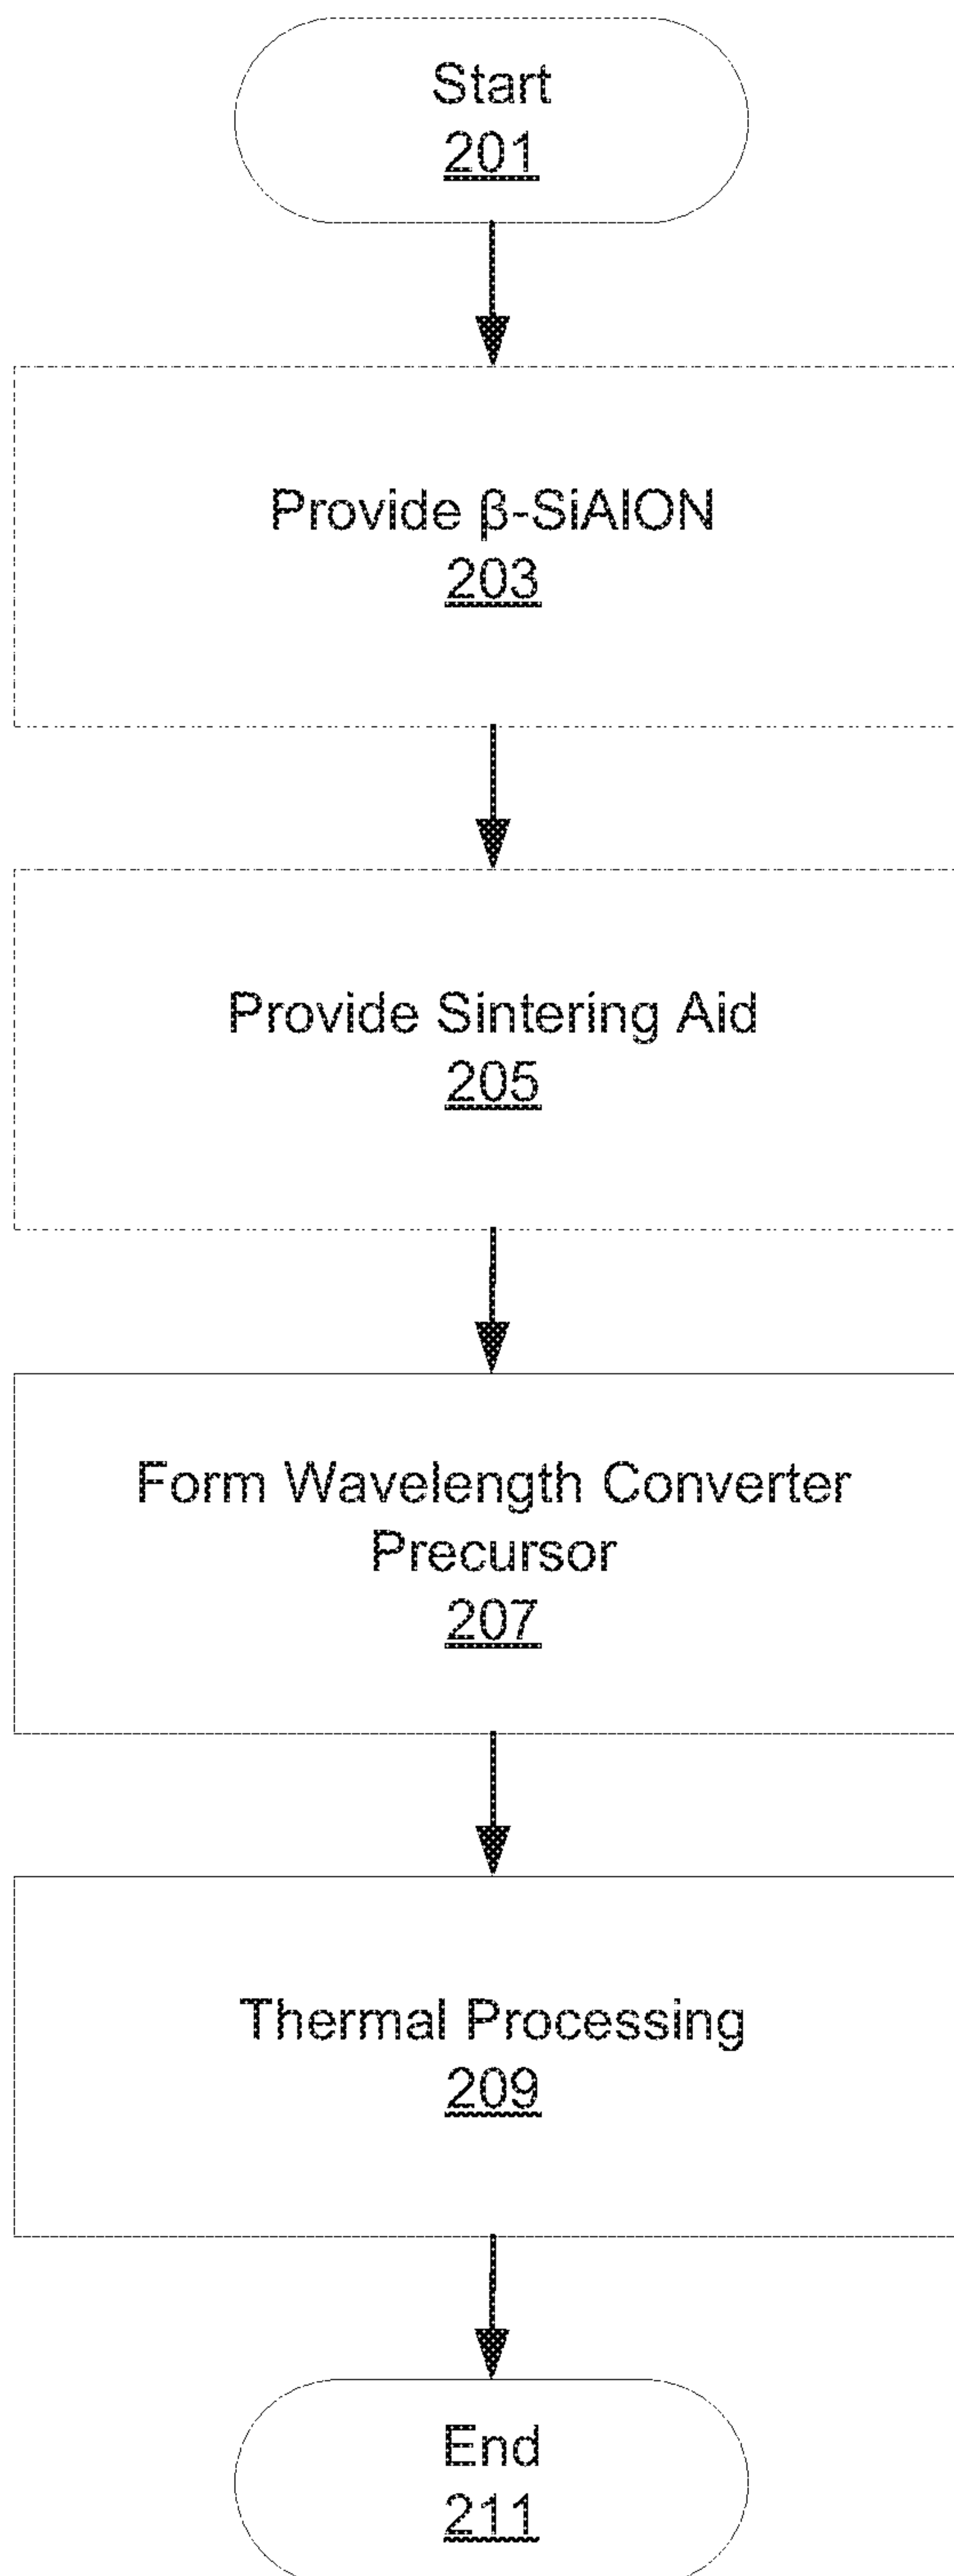 Start
201
Provide β-SiAlON
203
Provide Sintering Aid
205
Form Wavelength Converter
Precursor
207
Thermal Processing
209
End
211